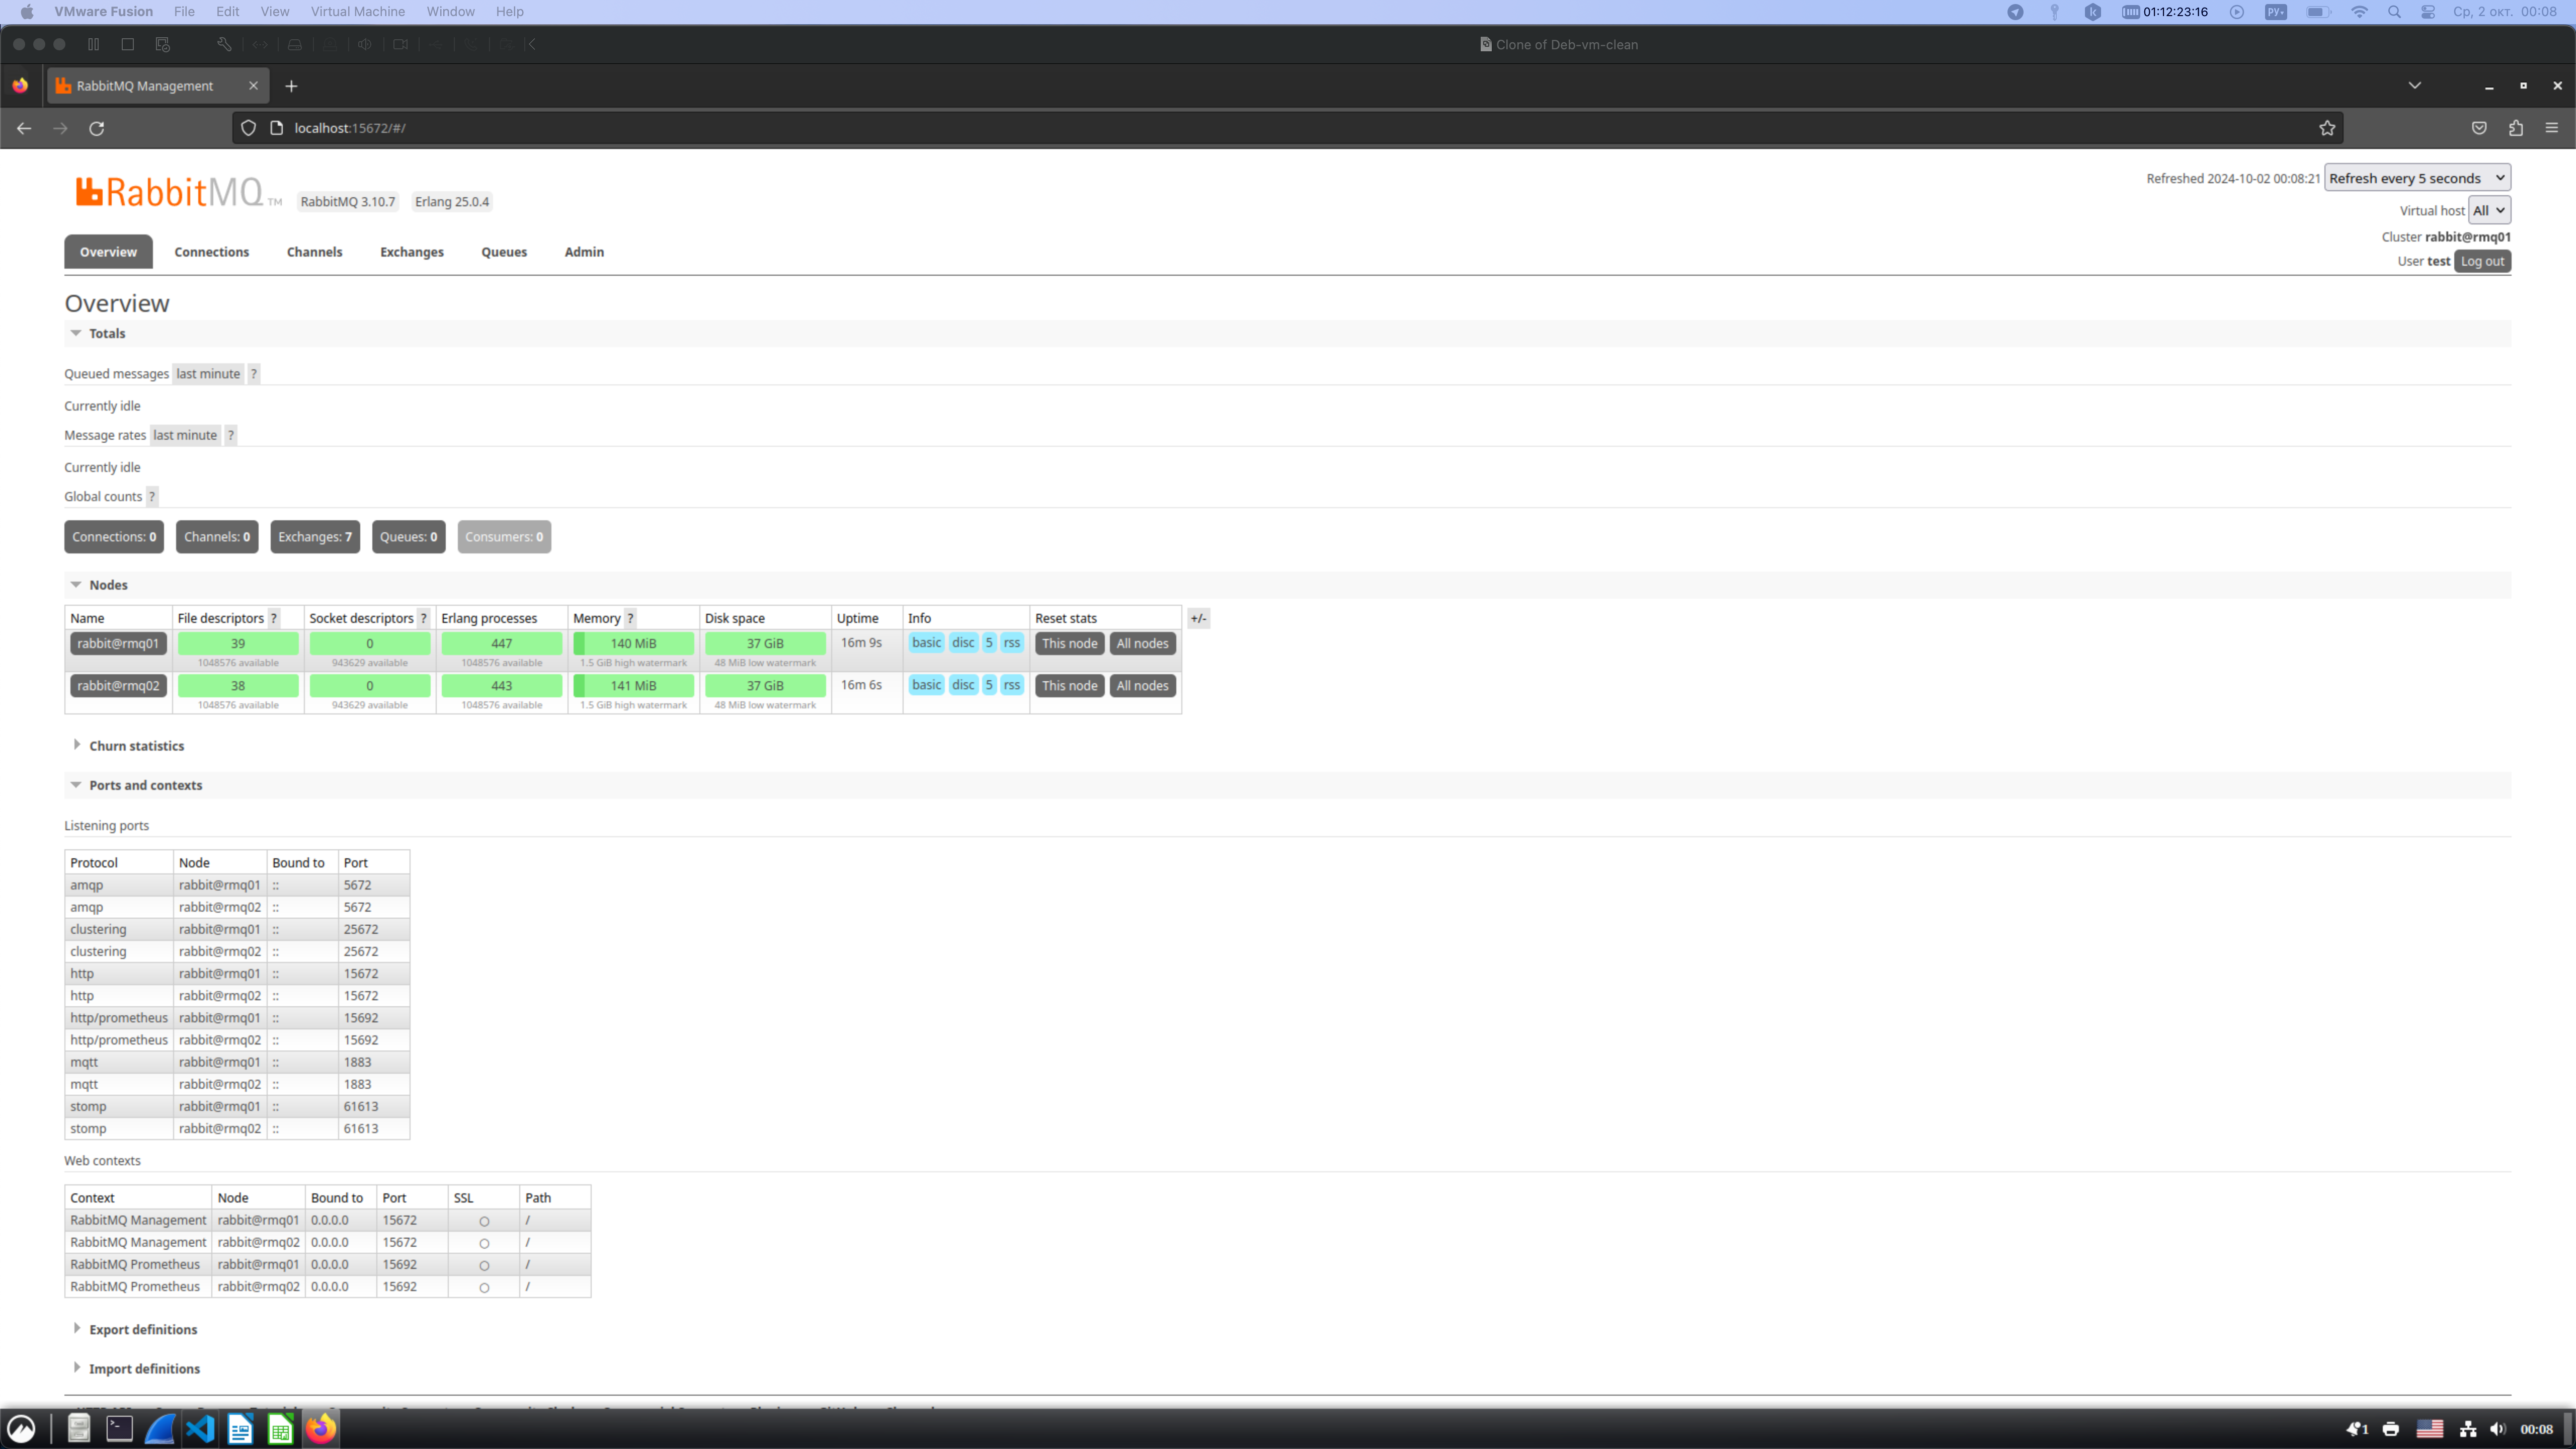 VMware Fusion File Edit View Virtual Machine Window Help 01:12:23:16 РУ Ср, 2 окт. 00:08
Clone of Deb-vm-clean
RabbitMQ Management
localhost:15672/#/
RabbitMQ TM RabbitMQ 3.10.7 Erlang 25.0.4
Refreshed 2024-10-02 00:08:21 Refresh every 5 seconds
Virtual host All
Cluster rabbit@rmq01
User test Log out
Overview Connections Channels Exchanges Queues Admin
Overview
Totals
Queued messages last minute ?
Currently idle
Message rates last minute ?
Currently idle
Global counts ?
Connections: 0 Channels: 0 Exchanges: 7 Queues: 0 Consumers: 0
Nodes
Name File descriptors ? Socket descriptors ? Erlang processes Memory ? Disk space Uptime Info Reset stats +/-
rabbit@rmq01 39 0 447 140 MiB 37 GiB 16m 9s basic disc 5 rss This node All nodes
1048576 available 943629 available 1048576 available 1.5 GiB high watermark 48 MiB low watermark
rabbit@rmq02 38 0 443 141 MiB 37 GiB 16m 6s basic disc 5 rss This node All nodes
1048576 available 943629 available 1048576 available 1.5 GiB high watermark 48 MiB low watermark
Churn statistics
Ports and contexts
Listening ports
Protocol Node Bound to Port
amqp rabbit@rmq01 :: 5672
amqp rabbit@rmq02 :: 5672
clustering rabbit@rmq01 :: 25672
clustering rabbit@rmq02 :: 25672
http rabbit@rmq01 :: 15672
http rabbit@rmq02 :: 15672
http/prometheus rabbit@rmq01 :: 15692
http/prometheus rabbit@rmq02 :: 15692
mqtt rabbit@rmq01 :: 1883
mqtt rabbit@rmq02 :: 1883
stomp rabbit@rmq01 :: 61613
stomp rabbit@rmq02 :: 61613
Web contexts
Context Node Bound to Port SSL Path
RabbitMQ Management rabbit@rmq01 0.0.0.0 15672 ○ /
RabbitMQ Management rabbit@rmq02 0.0.0.0 15672 ○ /
RabbitMQ Prometheus rabbit@rmq01 0.0.0.0 15692 ○ /
RabbitMQ Prometheus rabbit@rmq02 0.0.0.0 15692 ○ /
Export definitions
Import definitions
1 00:08